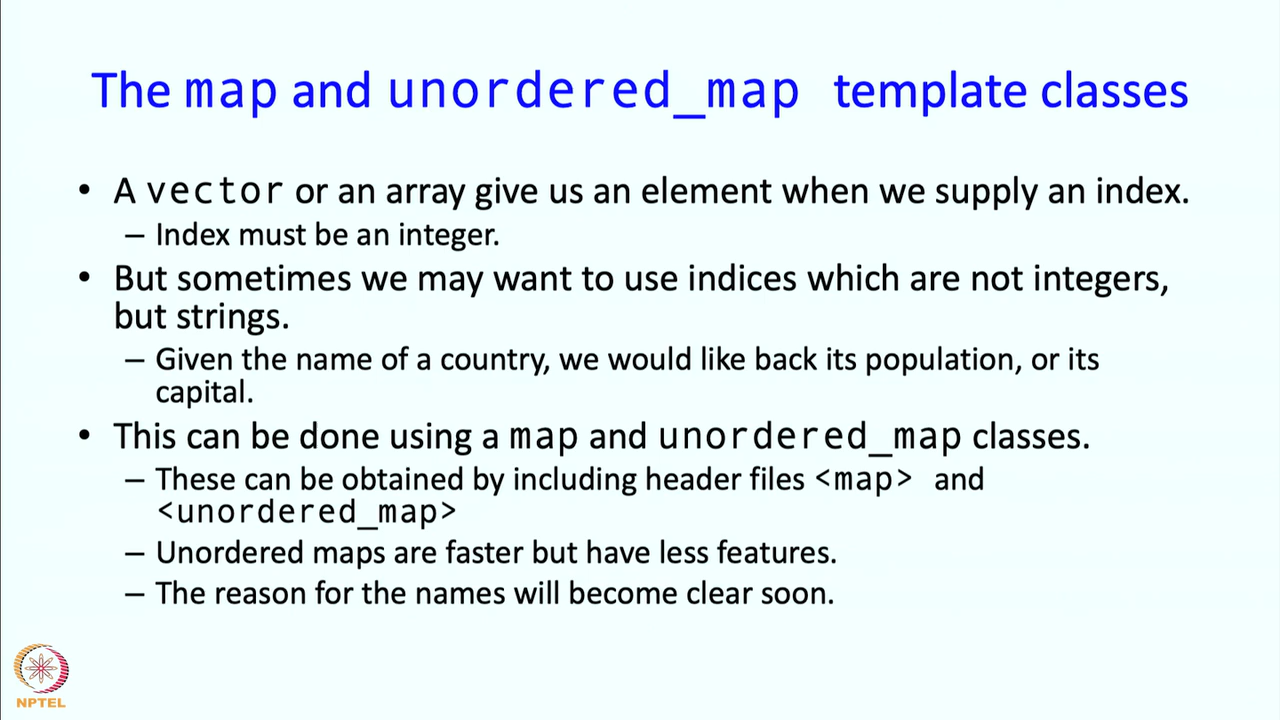 The map and unordered_map template classes
• A vector or an array give us an element when we supply an index.
– Index must be an integer.
• But sometimes we may want to use indices which are not integers,
but strings.
– Given the name of a country, we would like back its population, or its
capital.
• This can be done using a map and unordered_map classes.
– These can be obtained by including header files <map> and
<unordered_map>
– Unordered maps are faster but have less features.
– The reason for the names will become clear soon.
NPTEL